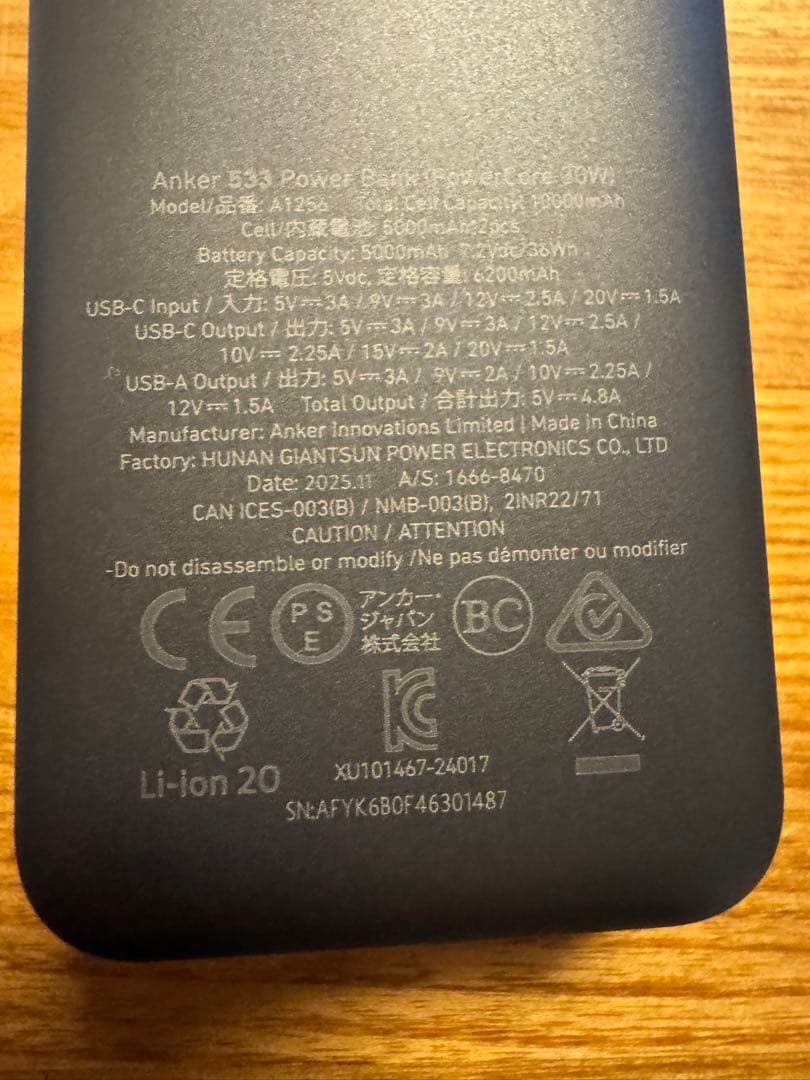 Anker 533 Power Bank (PowerCore 30W)
Model/品番: A1256 Total Cell Capacity: 10000mAh
Cell/内蔵電池: 5000mAh*2pcs
Battery Capacity: 5000mAh 7.2Vdc/36Wh
定格電圧: 5Vdc, 定格容量: 6200mAh
USB-C Input / 入力: 5V⎓3A / 9V⎓3A / 12V⎓2.5A / 20V⎓1.5A
USB-C Output / 出力: 5V⎓3A / 9V⎓3A / 12V⎓2.5A /
10V⎓ 2.25A / 15V⎓2A / 20V⎓1.5A
USB-A Output / 出力: 5V⎓3A / 9V⎓2A / 10V⎓2.25A /
12V⎓1.5A Total Output / 合計出力: 5V⎓4.8A
Manufacturer: Anker Innovations Limited | Made in China
Factory: HUNAN GIANTSUN POWER ELECTRONICS CO., LTD
Date: 2025.11 A/S: 1666-8470
CAN ICES-003(B) / NMB-003(B), 2INR22/71
CAUTION / ATTENTION
-Do not disassemble or modify /Ne pas démonter ou modifier
CE
PSE
アンカー・
ジャパン
株式会社
BC
KC
Li-ion 20
XU101467-24017
SN:AFYK6B0F46301487